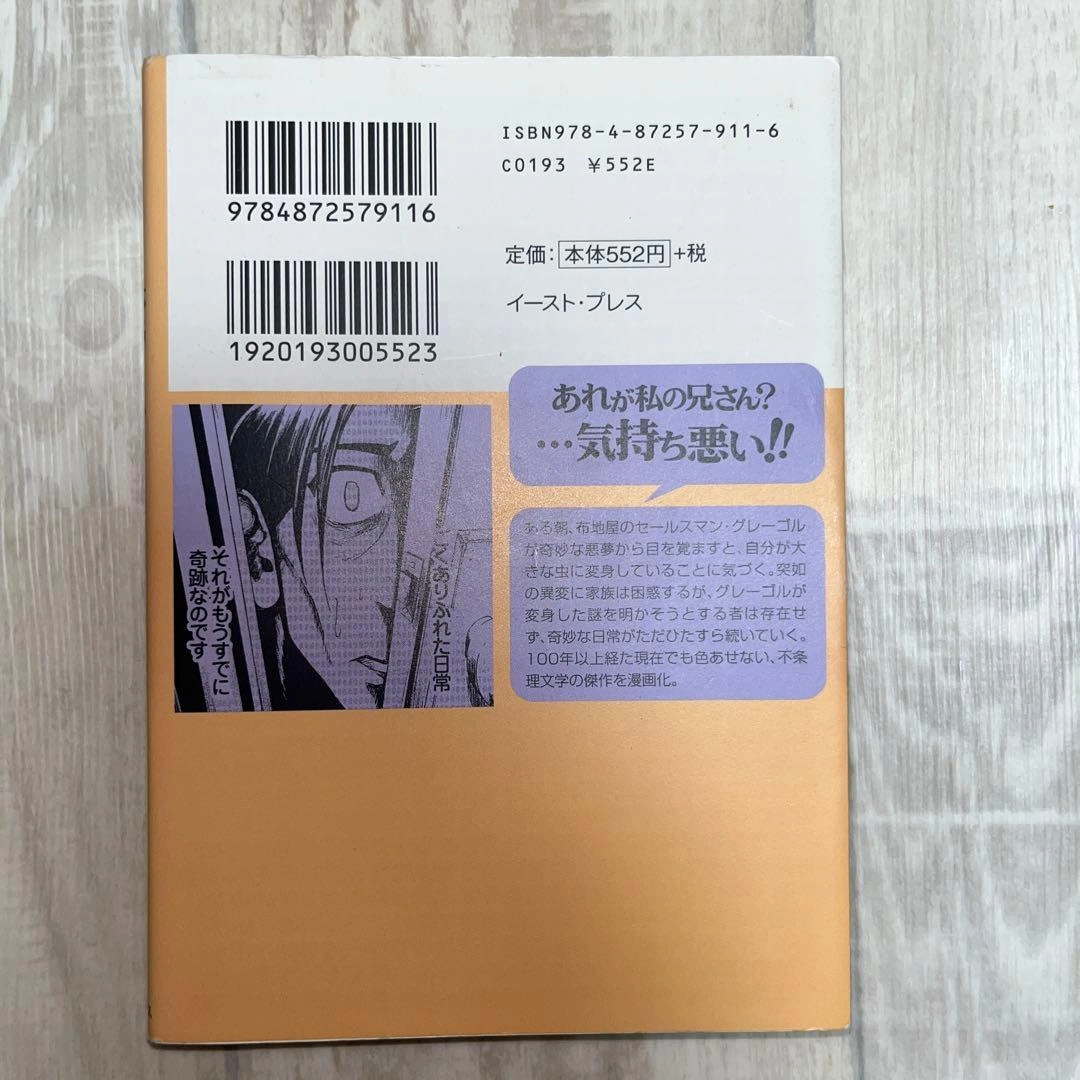 ISBN978-4-87257-911-6
C0193 ¥552E
9784872579116
定価：本体552円+税
イースト・プレス
1920193005523
あれが私の兄さん？
…気持ち悪い!!
ある朝、布地屋のセールスマン・グレーゴル
が奇妙な悪夢から目を覚ますと、自分が大
きな虫に変身していることに気づく。突如
の異変に家族は困惑するが、グレーゴルが
変身した謎を明かそうとする者は存在せ
ず、奇妙な日常がただひたすら続いていく。
100年以上経た現在でも色あせない、不条
理文学の傑作を漫画化。
くありふれた日常
それがもうすでに
奇跡なのです